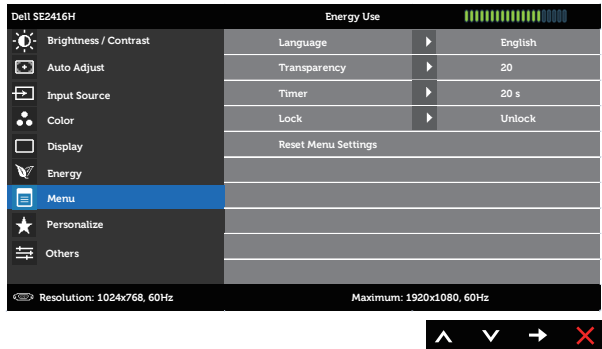 Dell SE2416H Energy Use
Brightness / Contrast
Auto Adjust
Input Source
Color
Display
Energy
Menu
Personalize
Others
Language English
Transparency 20
Timer 20 s
Lock Unlock
Reset Menu Settings
Resolution: 1024x768, 60Hz Maximum: 1920x1080, 60Hz